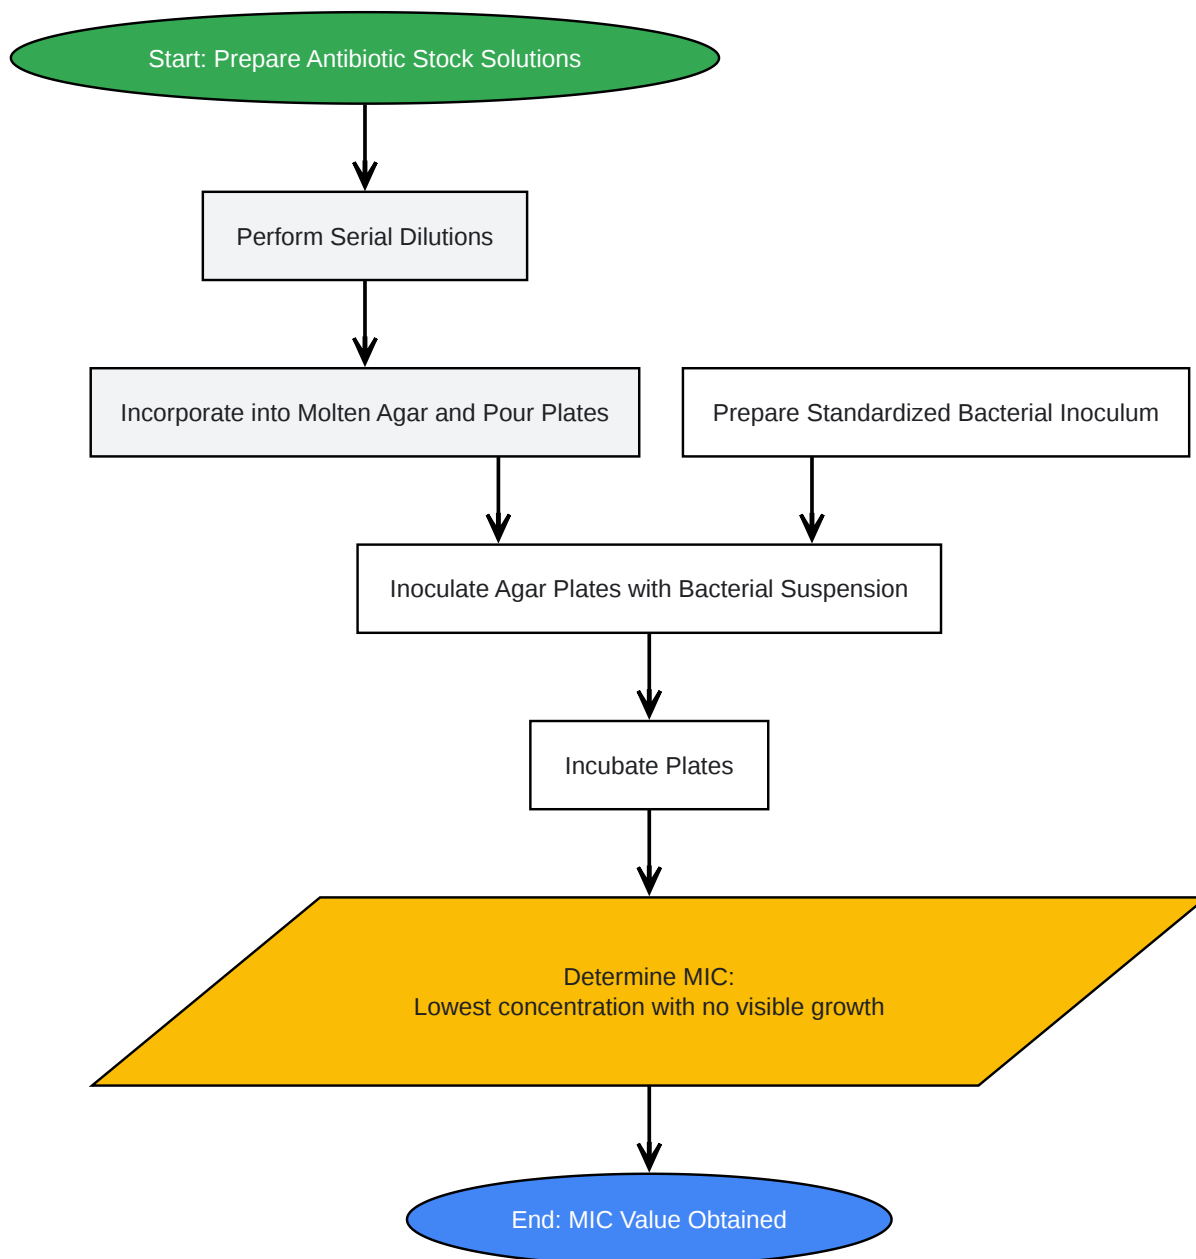 Start: Prepare Antibiotic Stock Solutions
Perform Serial Dilutions
Incorporate into Molten Agar and Pour Plates
Prepare Standardized Bacterial Inoculum
Inoculate Agar Plates with Bacterial Suspension
Incubate Plates
Determine MIC:
Lowest concentration with no visible growth
End: MIC Value Obtained